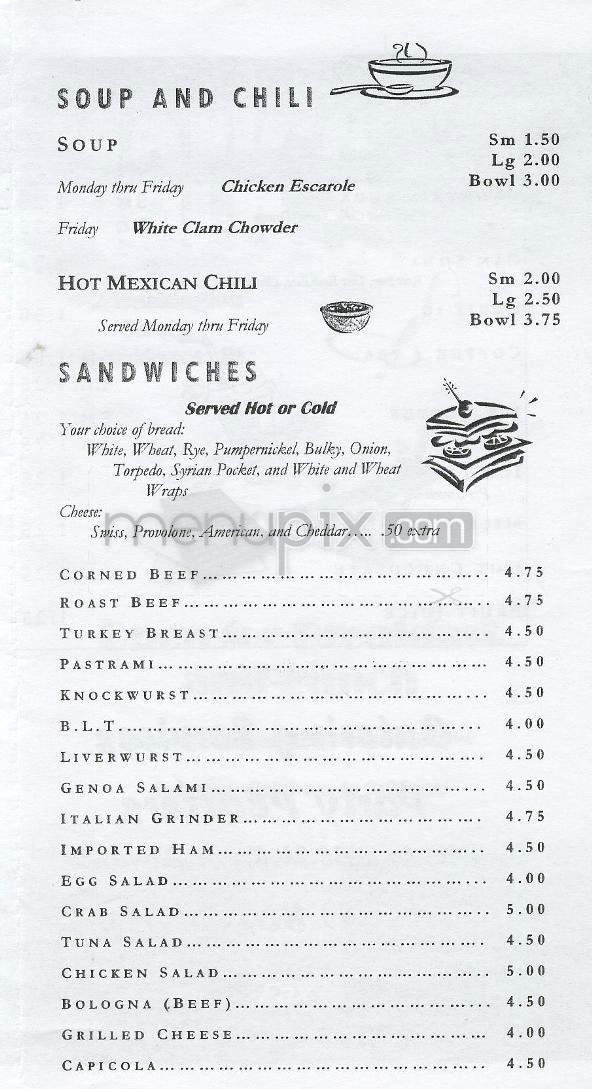 SOUP AND CHILI
SOUP
Sm 1.50
Lg 2.00
Bowl 3.00
Monday thru Friday Chicken Escarole
Friday White Clam Chowder
HOT MEXICAN CHILI
Sm 2.00
Lg 2.50
Bowl 3.75
Served Monday thru Friday
SANDWICHES
Served Hot or Cold
Your choice of bread:
White, Wheat, Rye, Pumpernickel, Bulky, Onion,
Torpedo, Syrian Pocket, and White and Wheat
Wraps
Cheese:
Swiss, Provolone, American, and Cheddar..... .50 extra
menupix.com
CORNED BEEF 4.75
ROAST BEEF 4.75
TURKEY BREAST 4.50
PASTRAMI 4.50
KNOCKWURST 4.50
B.L.T. 4.00
LIVERWURST 4.50
GENOA SALAMI 4.50
ITALIAN GRINDER 4.75
IMPORTED HAM 4.50
EGG SALAD 4.00
CRAB SALAD 5.00
TUNA SALAD 4.50
CHICKEN SALAD 5.00
BOLOGNA (BEEF) 4.50
GRILLED CHEESE 4.00
CAPICOLA 4.50